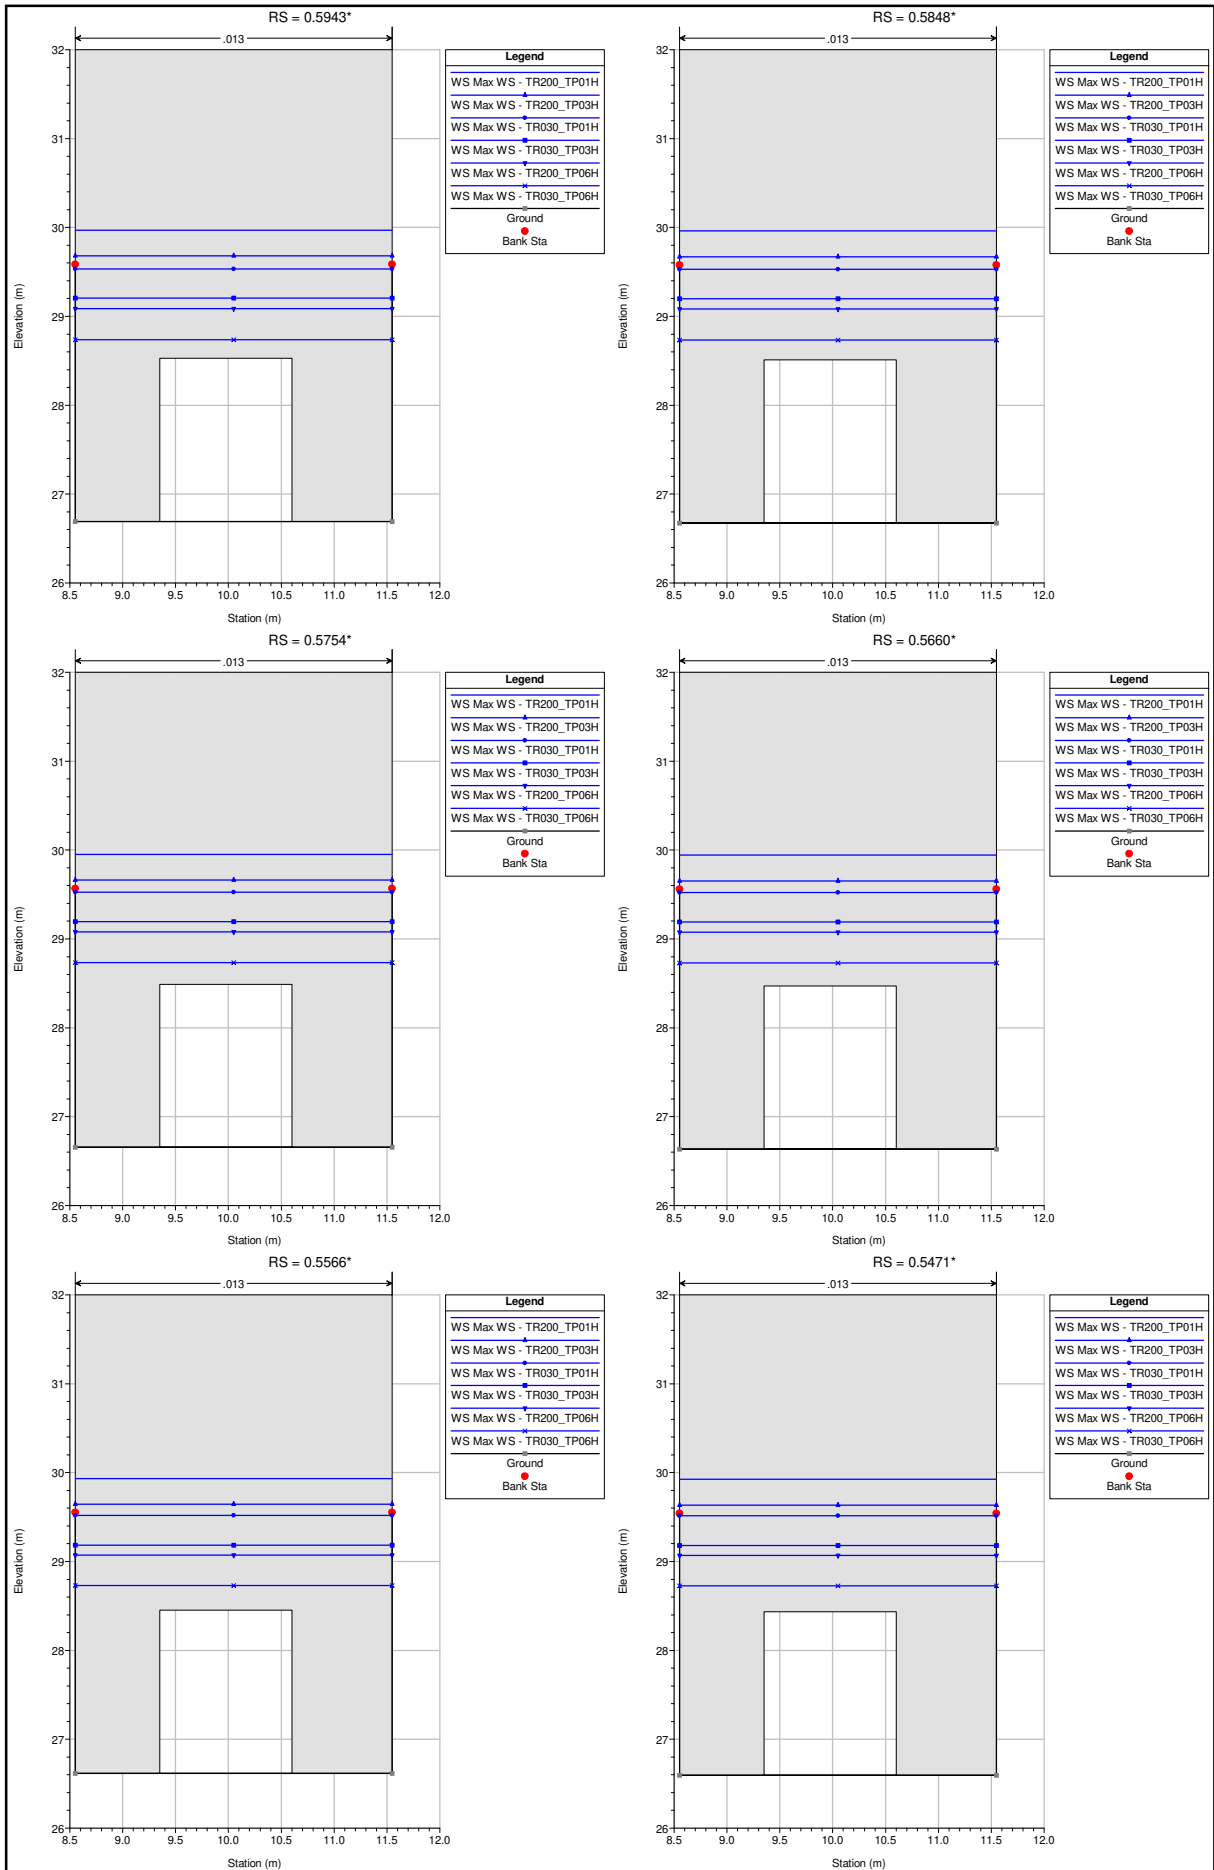 RS = 0.5943*
.013
32
31
30
29
28
27
26
Elevation (m)
8.5 9.0 9.5 10.0 10.5 11.0 11.5 12.0
Station (m)
Legend
WS Max WS - TR200_TP01H
WS Max WS - TR200_TP03H
WS Max WS - TR030_TP01H
WS Max WS - TR030_TP03H
WS Max WS - TR200_TP06H
WS Max WS - TR030_TP06H
Ground
Bank Sta
RS = 0.5848*
.013
32
31
30
29
28
27
26
Elevation (m)
8.5 9.0 9.5 10.0 10.5 11.0 11.5 12.0
Station (m)
Legend
WS Max WS - TR200_TP01H
WS Max WS - TR200_TP03H
WS Max WS - TR030_TP01H
WS Max WS - TR030_TP03H
WS Max WS - TR200_TP06H
WS Max WS - TR030_TP06H
Ground
Bank Sta
RS = 0.5754*
.013
32
31
30
29
28
27
26
Elevation (m)
8.5 9.0 9.5 10.0 10.5 11.0 11.5 12.0
Station (m)
Legend
WS Max WS - TR200_TP01H
WS Max WS - TR200_TP03H
WS Max WS - TR030_TP01H
WS Max WS - TR030_TP03H
WS Max WS - TR200_TP06H
WS Max WS - TR030_TP06H
Ground
Bank Sta
RS = 0.5660*
.013
32
31
30
29
28
27
26
Elevation (m)
8.5 9.0 9.5 10.0 10.5 11.0 11.5 12.0
Station (m)
Legend
WS Max WS - TR200_TP01H
WS Max WS - TR200_TP03H
WS Max WS - TR030_TP01H
WS Max WS - TR030_TP03H
WS Max WS - TR200_TP06H
WS Max WS - TR030_TP06H
Ground
Bank Sta
RS = 0.5566*
.013
32
31
30
29
28
27
26
Elevation (m)
8.5 9.0 9.5 10.0 10.5 11.0 11.5 12.0
Station (m)
Legend
WS Max WS - TR200_TP01H
WS Max WS - TR200_TP03H
WS Max WS - TR030_TP01H
WS Max WS - TR030_TP03H
WS Max WS - TR200_TP06H
WS Max WS - TR030_TP06H
Ground
Bank Sta
RS = 0.5471*
.013
32
31
30
29
28
27
26
Elevation (m)
8.5 9.0 9.5 10.0 10.5 11.0 11.5 12.0
Station (m)
Legend
WS Max WS - TR200_TP01H
WS Max WS - TR200_TP03H
WS Max WS - TR030_TP01H
WS Max WS - TR030_TP03H
WS Max WS - TR200_TP06H
WS Max WS - TR030_TP06H
Ground
Bank Sta